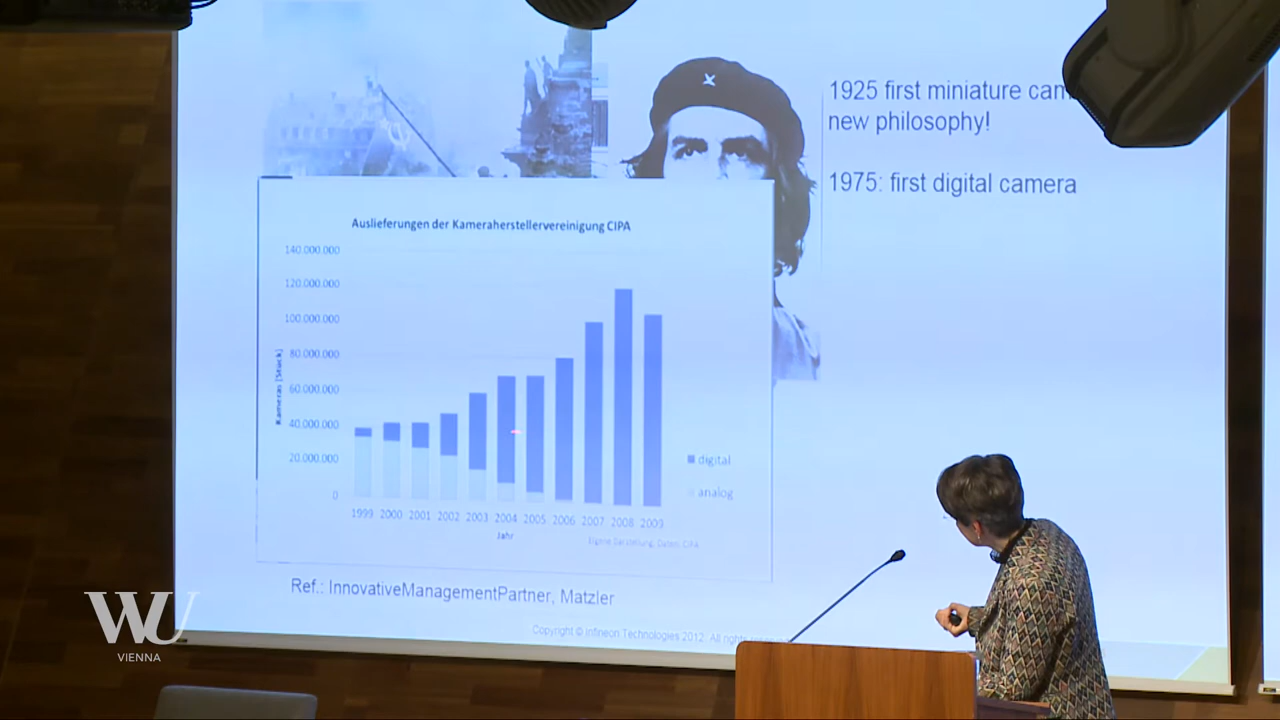 1925 first miniature
new philosophy!
1975: first digital camera
Auslieferungen der Kameraherstellervereinigung CIPA
140.000.000
120.000.000
100.000.000
80.000.000
60.000.000
40.000.000
20.000.000
0
Kameras [Stück]
digital
analog
1999 2000 2001 2002 2003 2004 2005 2006 2007 2008 2009
Jahr
Eigene Darstellung, Daten: CIPA
Ref.: InnovativeManagementPartner, Matzler
Copyright © Infineon Technologies 2012. All rights
WU
VIENNA